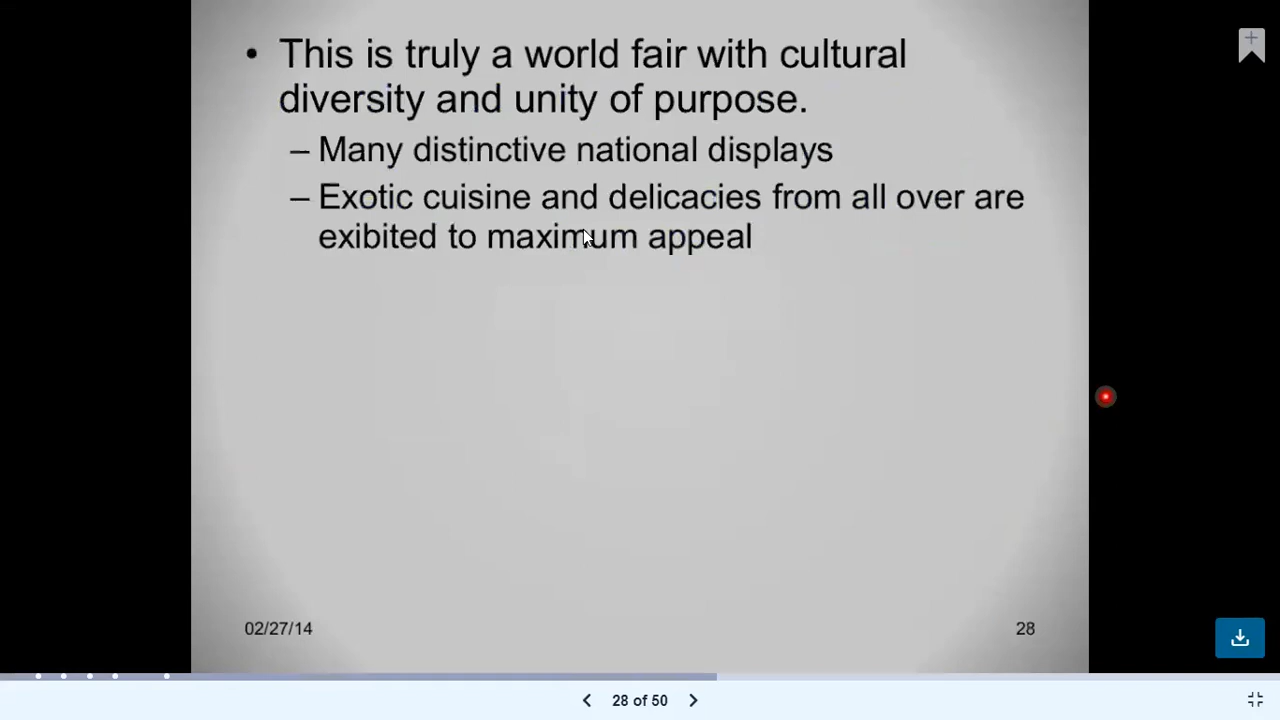 • This is truly a world fair with cultural
diversity and unity of purpose.
– Many distinctive national displays
– Exotic cuisine and delicacies from all over are
exibited to maximum appeal
02/27/14
28
28 of 50